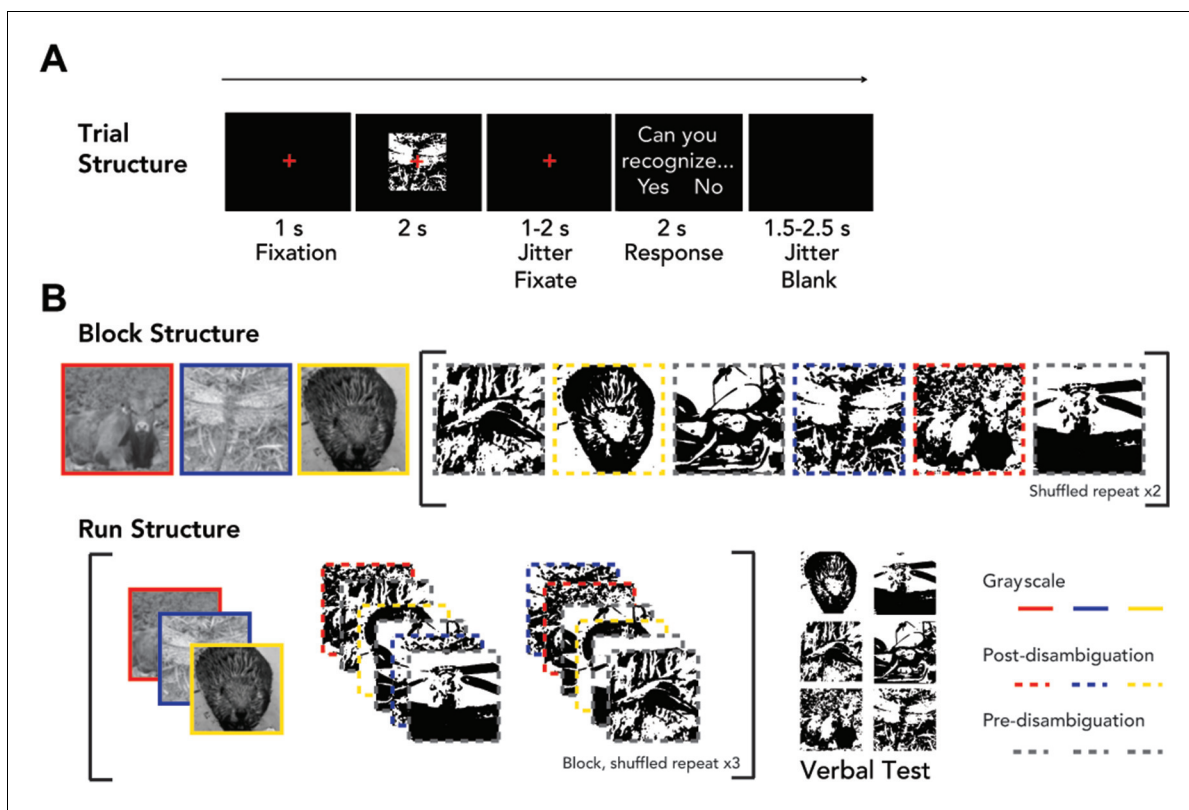 A
Trial
Structure
Can you
recognize...
Yes No
1 s
Fixation
2 s
1-2 s
Jitter
Fixate
2 s
Response
1.5-2.5 s
Jitter
Blank
B
Block Structure
Shuffled repeat x2
Run Structure
Block, shuffled repeat x3
Verbal Test
Grayscale
Post-disambiguation
Pre-disambiguation